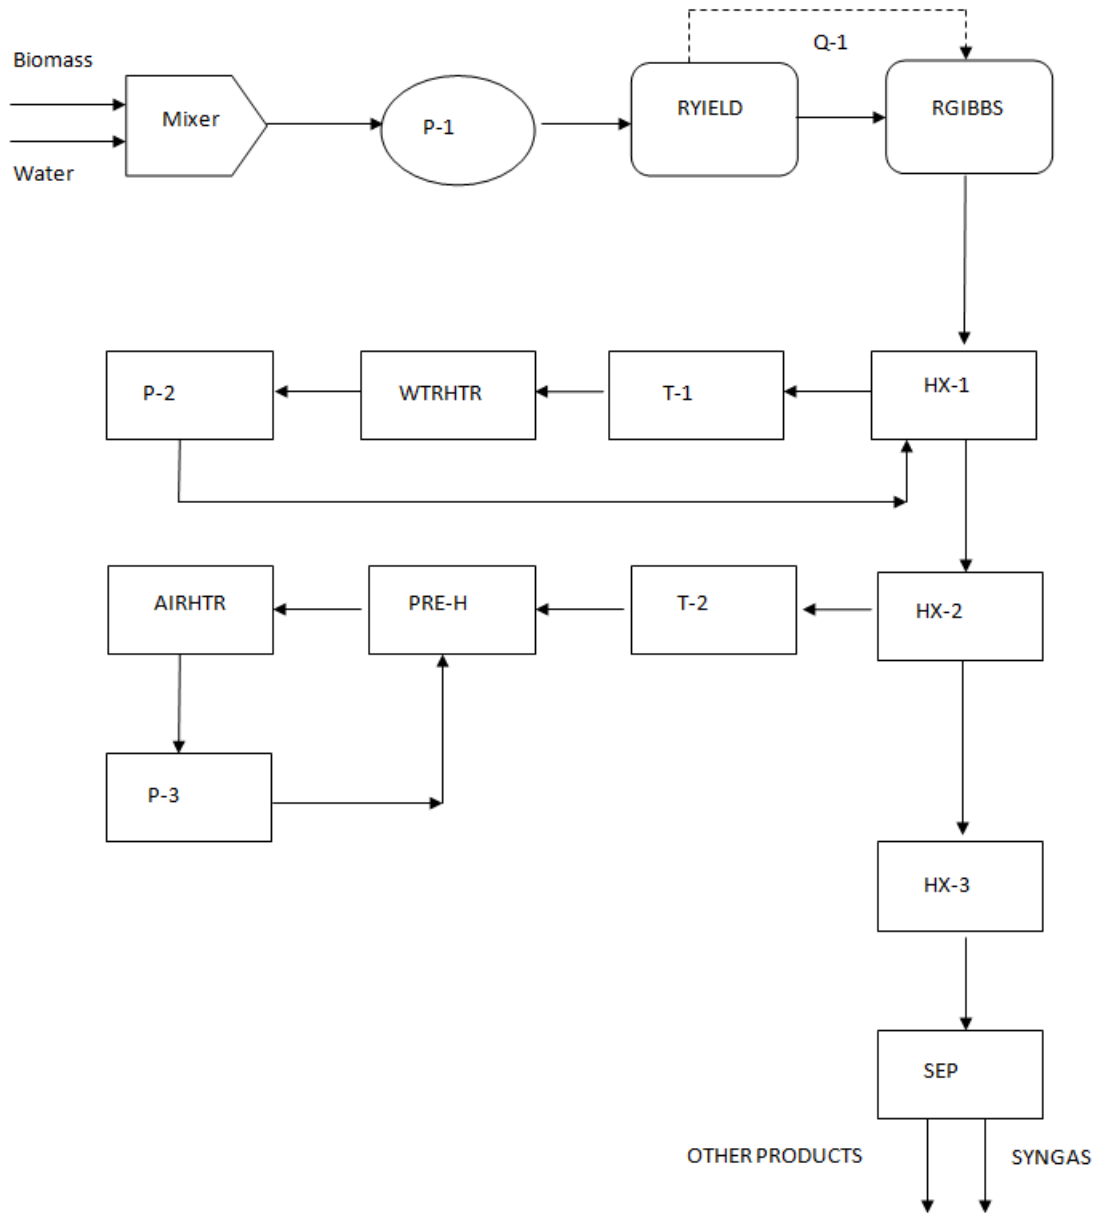 Biomass
Water
Mixer
P-1
Q-1
RYIELD
RGIBBS
P-2
WTRHTR
T-1
HX-1
AIRHTR
PRE-H
T-2
HX-2
P-3
HX-3
SEP
OTHER PRODUCTS
SYNGAS